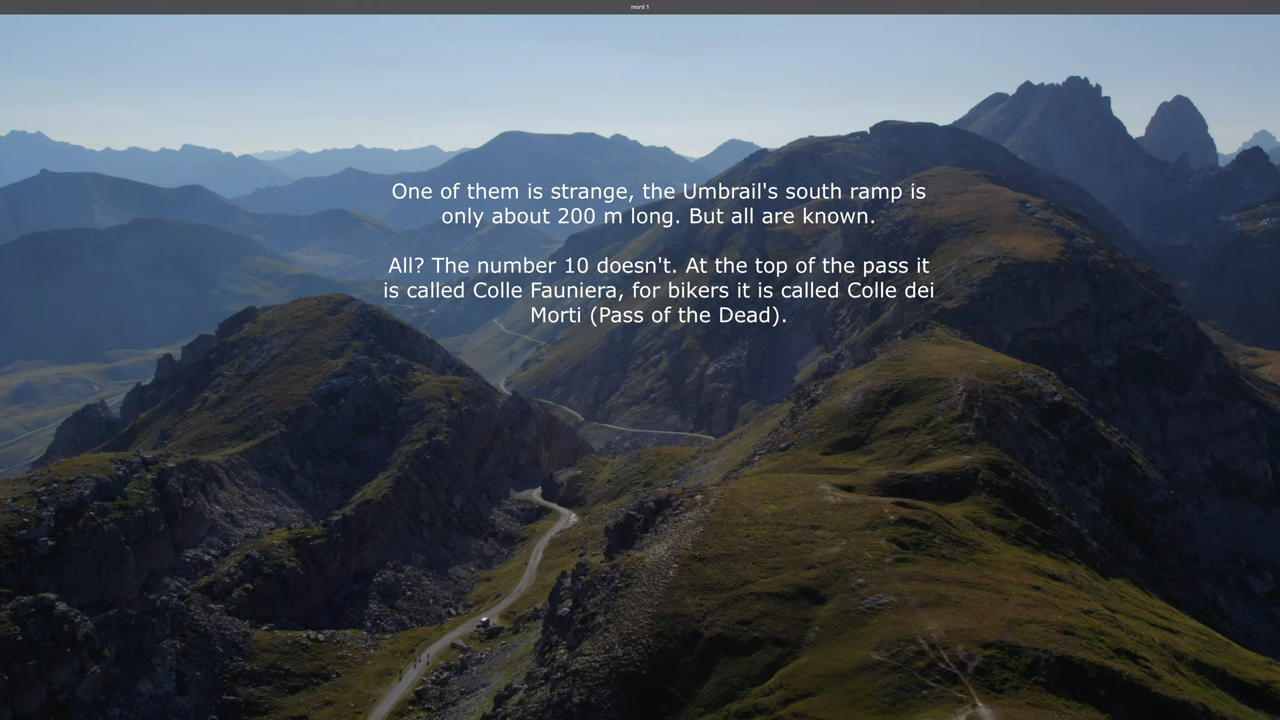 morti 1
One of them is strange, the Umbrail's south ramp is
only about 200 m long. But all are known.
All? The number 10 doesn't. At the top of the pass it
is called Colle Fauniera, for bikers it is called Colle dei
Morti (Pass of the Dead).